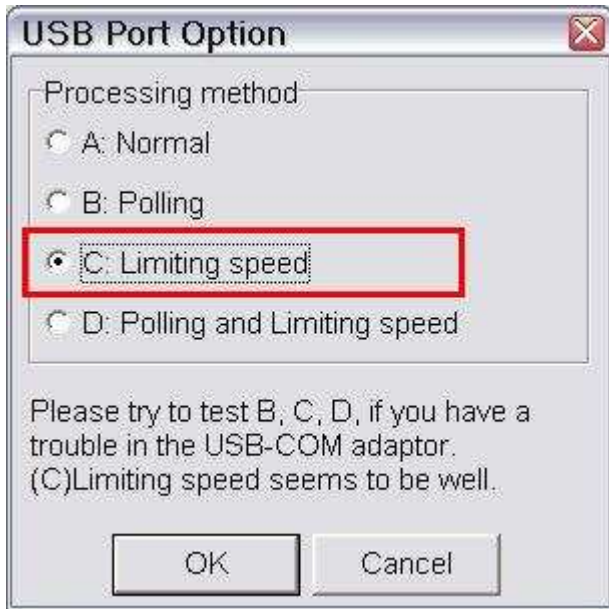 USB Port Option
Processing method
A: Normal
B: Polling
C: Limiting speed
D: Polling and Limiting speed
Please try to test B, C, D, if you have a
trouble in the USB-COM adaptor.
(C)Limiting speed seems to be well.
OK
Cancel